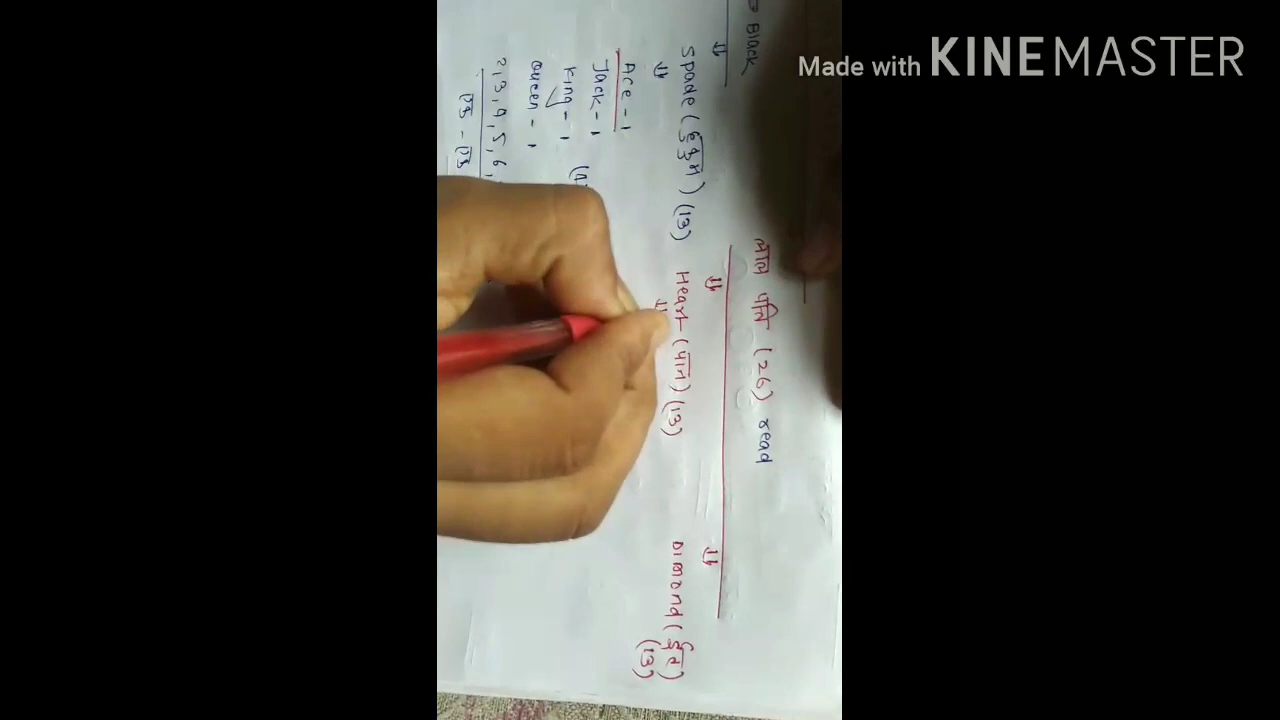 Made with KINEMASTER
Black
लाल पत्ति (26) read
Spade ( ) (13) Heart (पान) (13) Dimond (ईंट)
(13)
Ace - 1
Jack - 1
King - 1
Queen - 1
2,3,4,5,6,